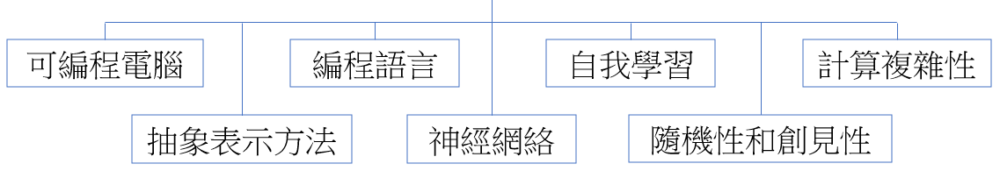 可編程電腦
編程語言
自我學習
計算複雜性
抽象表示方法
神經網絡
隨機性和創見性